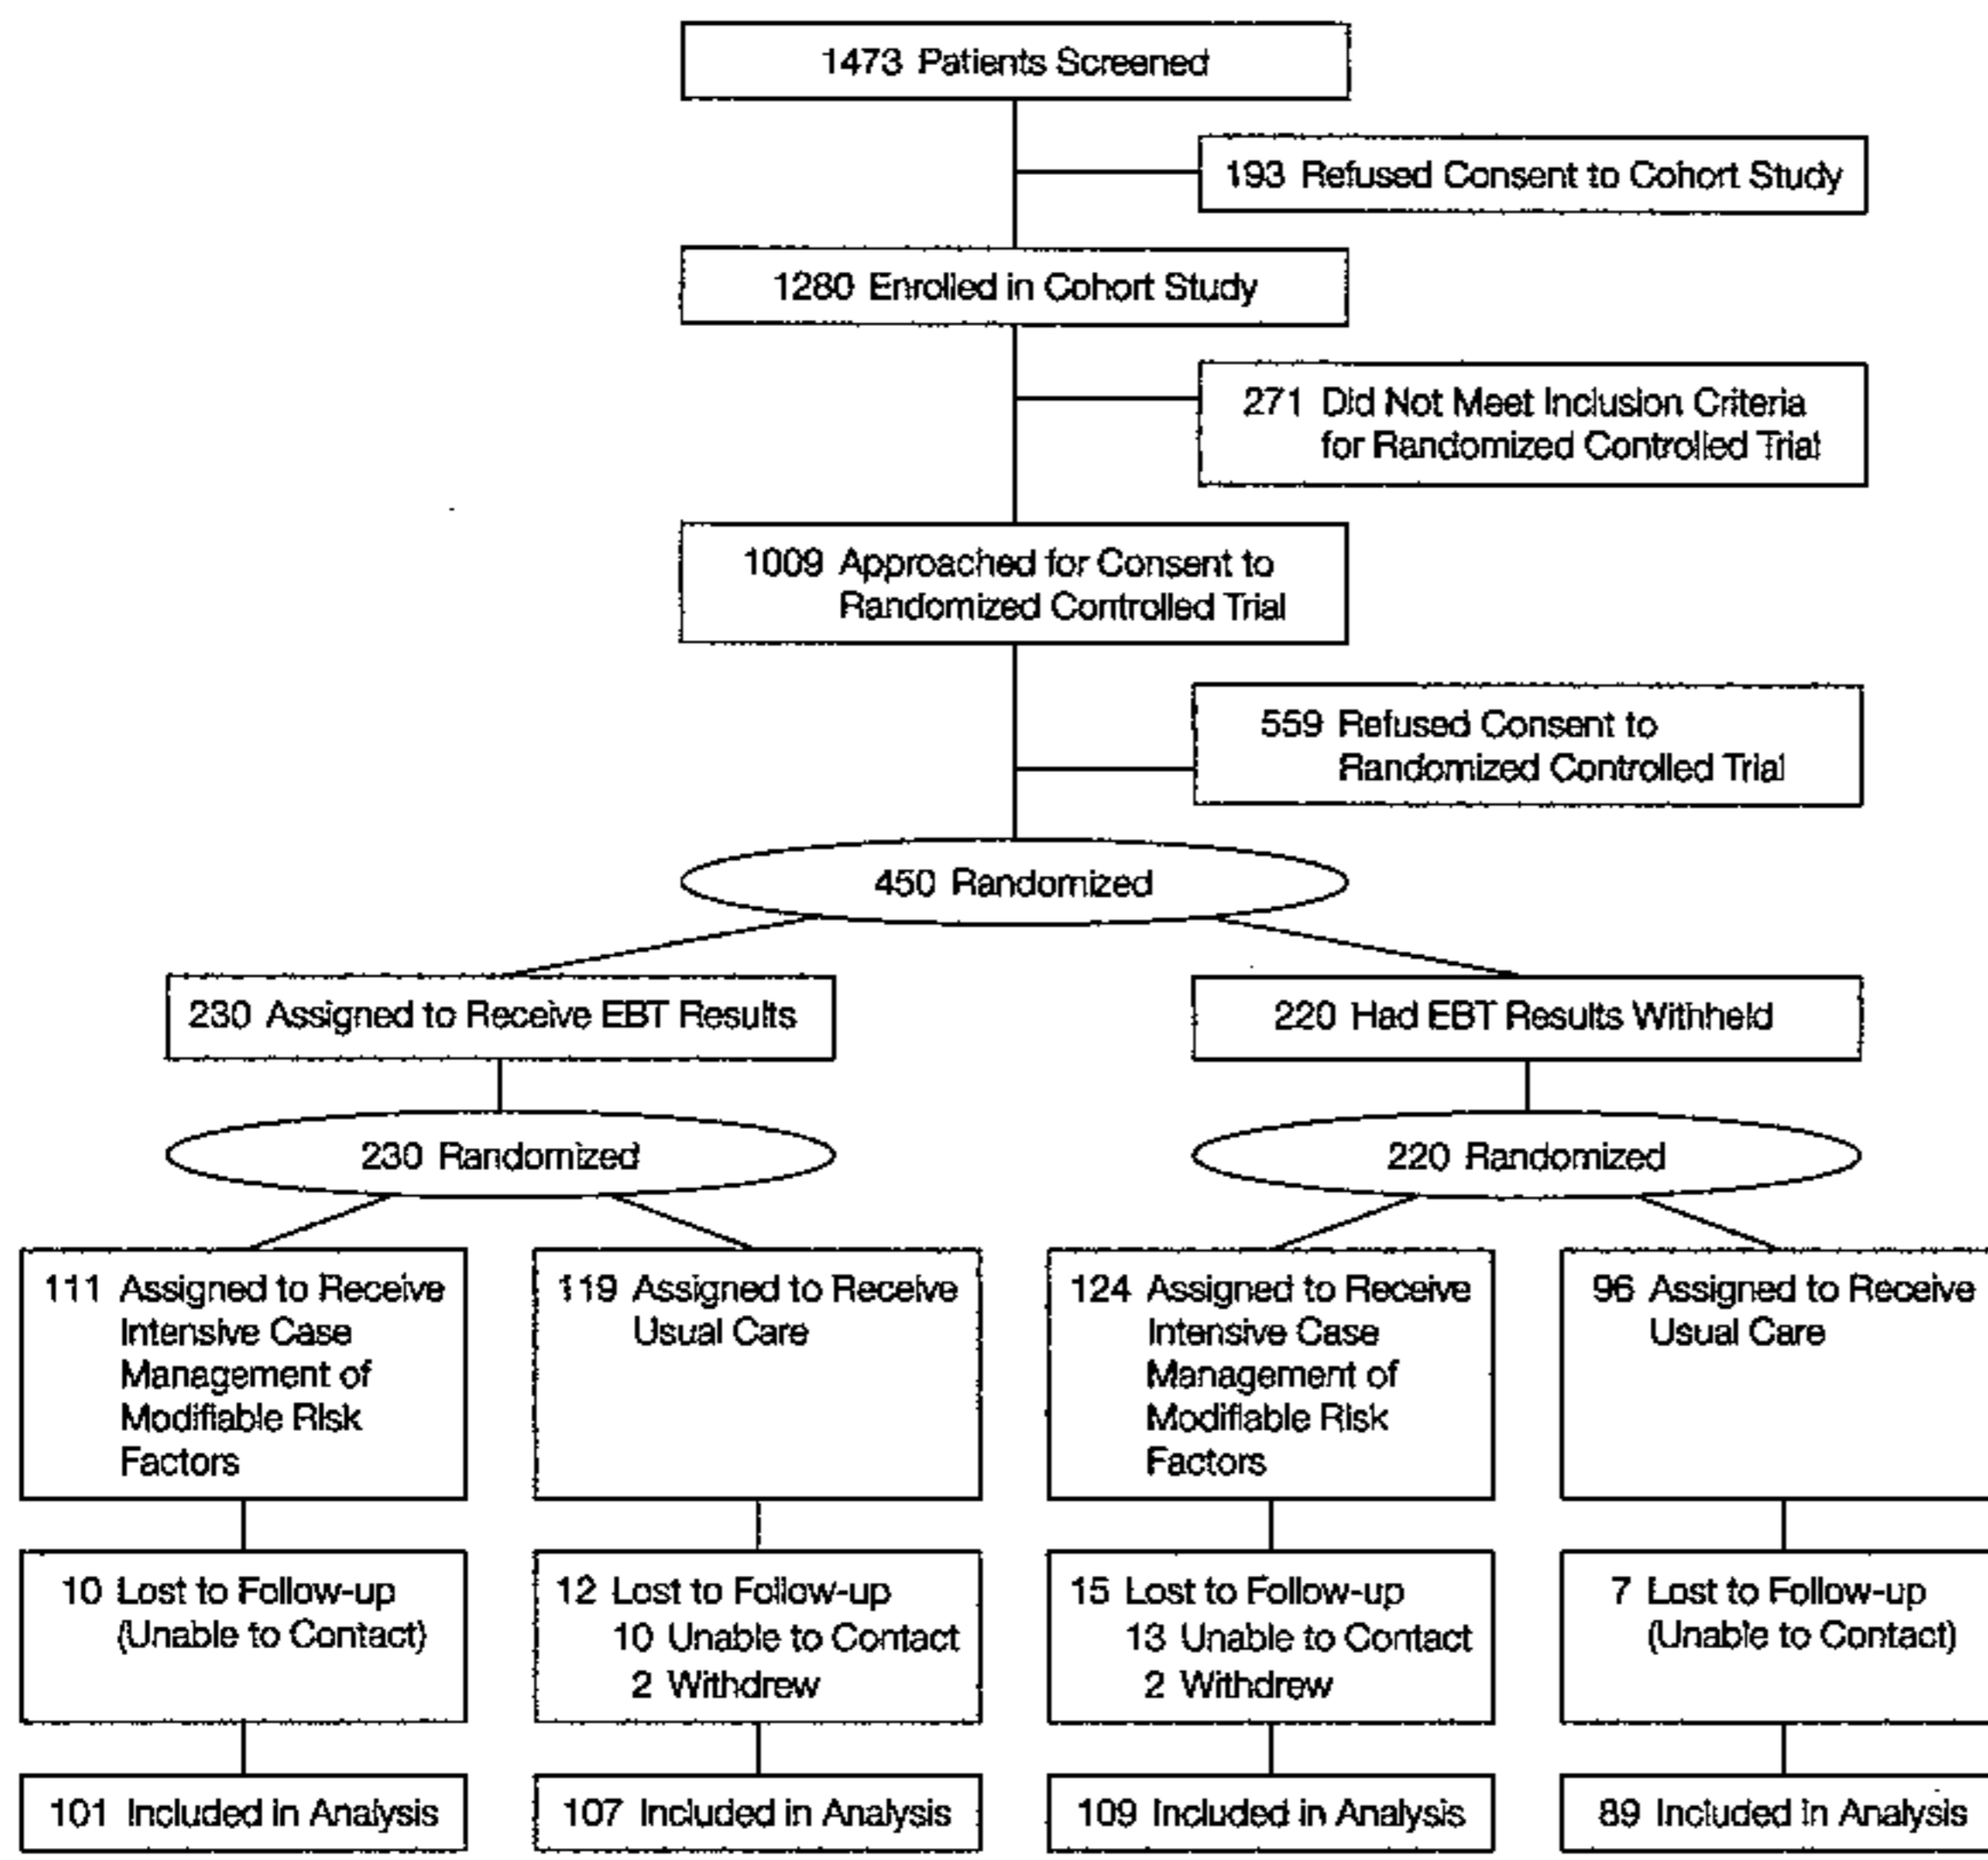 1473 Patients Screened
193 Refused Consent to Cohort Study
1280 Enrolled in Cohort Study
271 Did Not Meet Inclusion Criteria
for Randomized Controlled Trial
1009 Approached for Consent to
Randomized Controlled Trial
559 Refused Consent to
Randomized Controlled Trial
450 Randomized
230 Assigned to Receive EBT Results
220 Had EBT Results Withheld
230 Randomized
220 Randomized
111 Assigned to Receive
Intensive Case
Management of
Modifiable Risk
Factors
119 Assigned to Receive
Usual Care
124 Assigned to Receive
Intensive Case
Management of
Modifiable Risk
Factors
96 Assigned to Receive
Usual Care
10 Lost to Follow-up
(Unable to Contact)
12 Lost to Follow-up
10 Unable to Contact
2 Withdrew
15 Lost to Follow-up
13 Unable to Contact
2 Withdrew
7 Lost to Follow-up
(Unable to Contact)
101 Included in Analysis
107 Included in Analysis
109 Included in Analysis
89 Included in Analysis